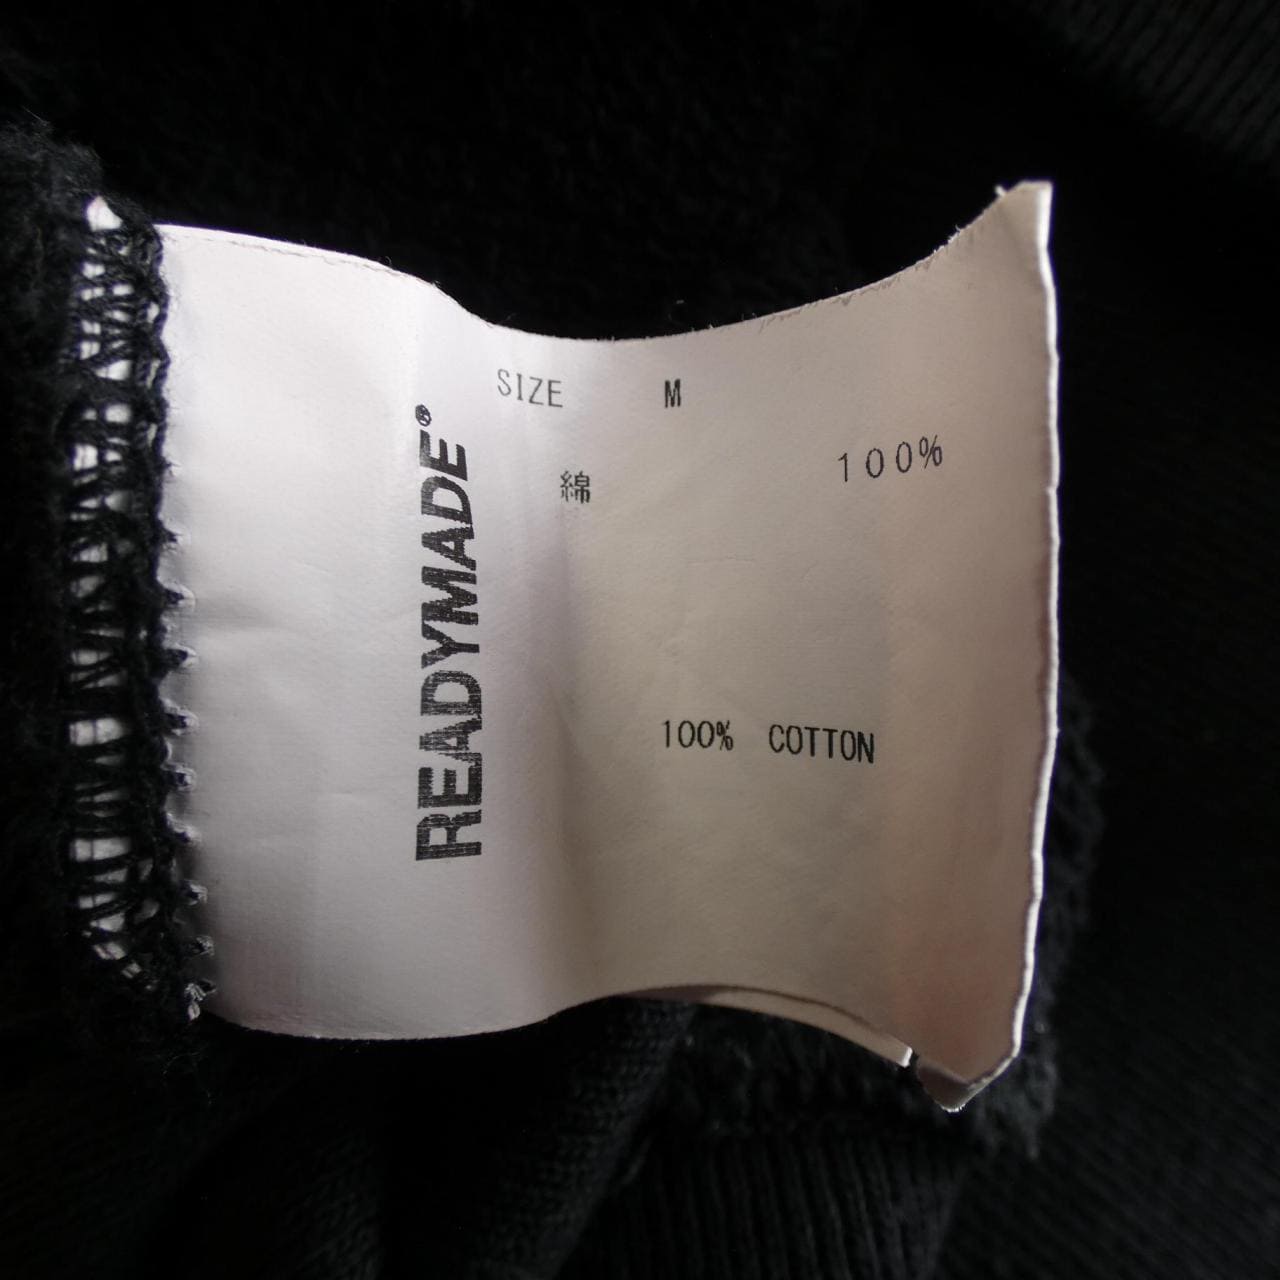 READYMADE®
SIZE M
綿 100%
100% COTTON